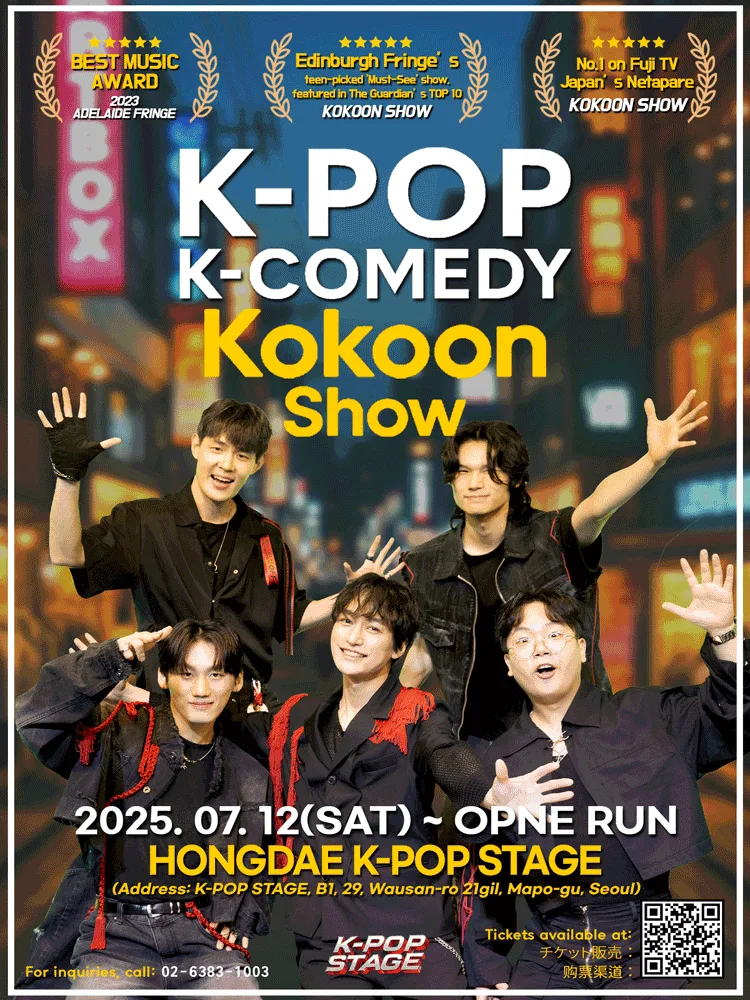 ★★★★★
BEST MUSIC
AWARD
2023
ADELAIDE FRINGE
★★★★★
Edinburgh Fringe's
teen-picked 'Must-See' show,
featured in The Guardian's TOP 10
KOKOON SHOW
★★★★★
No.1 on Fuji TV
Japan's Netapare
KOKOON SHOW
ARTBOX
K-POP
K-COMEDY
Kokoon
Show
2025. 07. 12(SAT) ~ OPNE RUN
HONGDAE K-POP STAGE
(Address: K-POP STAGE, B1, 29, Wausan-ro 21gil, Mapo-gu, Seoul)
K-POP
STAGE
For inquiries, call: 02-6383-1003
Tickets available at:
チケット販売：
购票渠道：